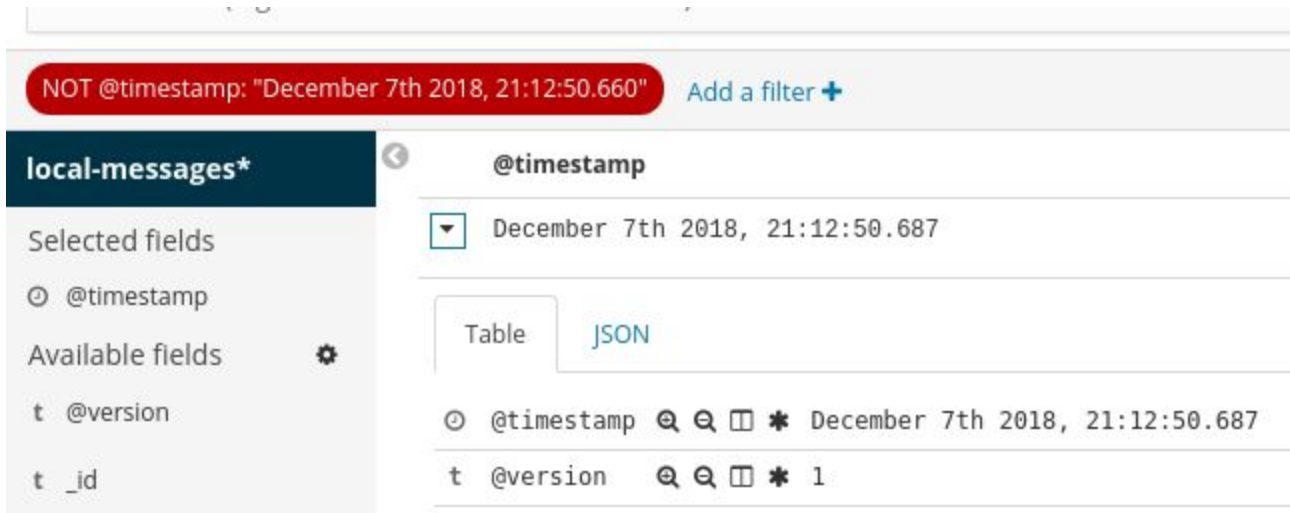 NOT @timestamp: "December 7th 2018, 21:12:50.660" Add a filter
local-messages*
@timestamp
Selected fields
December 7th 2018, 21:12:50.687
@timestamp
Table JSON
Available fields
t @version
@timestamp December 7th 2018, 21:12:50.687
t @version 1
t _id